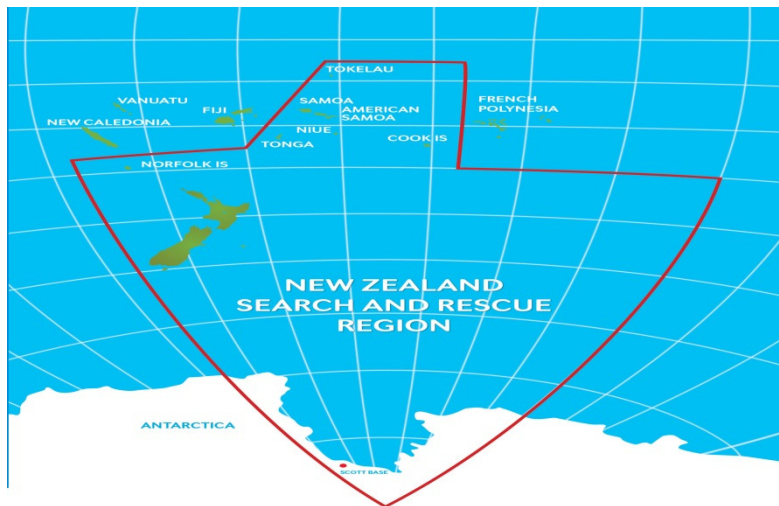 TOKELAU
VANUATU
FIJI
SAMOA
AMERICAN
SAMOA
FRENCH
POLYNESIA
NEW CALEDONIA
NIUE
TONGA
COOK IS
NORFOLK IS
NEW ZEALAND
SEARCH AND RESCUE
REGION
ANTARCTICA
SCOTT BASE